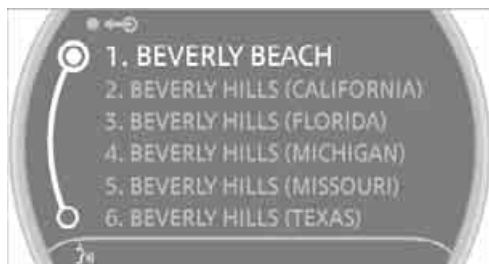 1. BEVERLY BEACH
2. BEVERLY HILLS (CALIFORNIA)
3. BEVERLY HILLS (FLORIDA)
4. BEVERLY HILLS (MICHIGAN)
5. BEVERLY HILLS (MISSOURI)
6. BEVERLY HILLS (TEXAS)